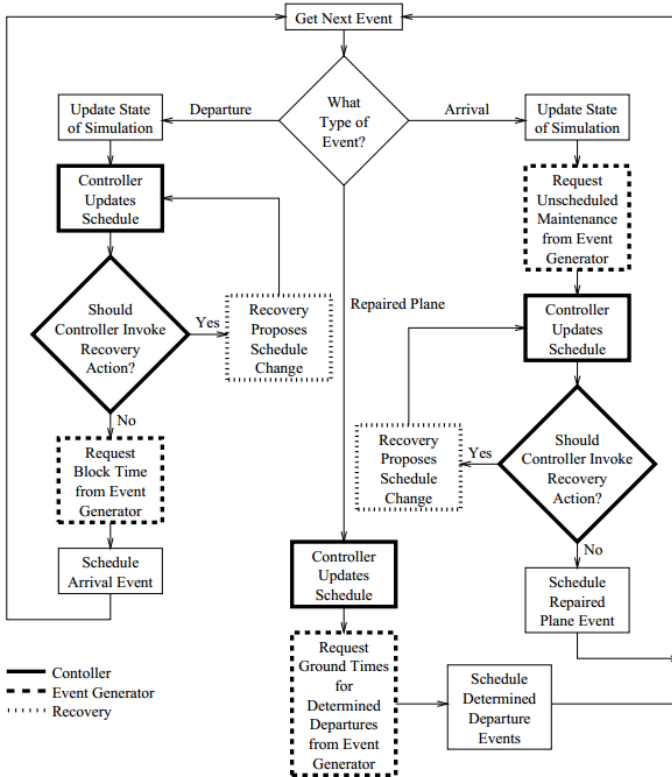 Get Next Event
What
Type of
Event?
Departure
Arrival
Repaired Plane
Update State
of Simulation
Controller
Updates
Schedule
Should
Controller Invoke
Recovery
Action?
Yes
Recovery
Proposes
Schedule
Change
No
Request
Block Time
from Event
Generator
Schedule
Arrival Event
Update State
of Simulation
Request
Unscheduled
Maintenance
from Event
Generator
Controller
Updates
Schedule
Should
Controller Invoke
Recovery
Action?
Yes
Recovery
Proposes
Schedule
Change
No
Schedule
Repaired
Plane Event
Controller
Updates
Schedule
Request
Ground Times
for
Determined
Departures
from Event
Generator
Schedule
Determined
Departure
Events
Contoller
Event Generator
Recovery